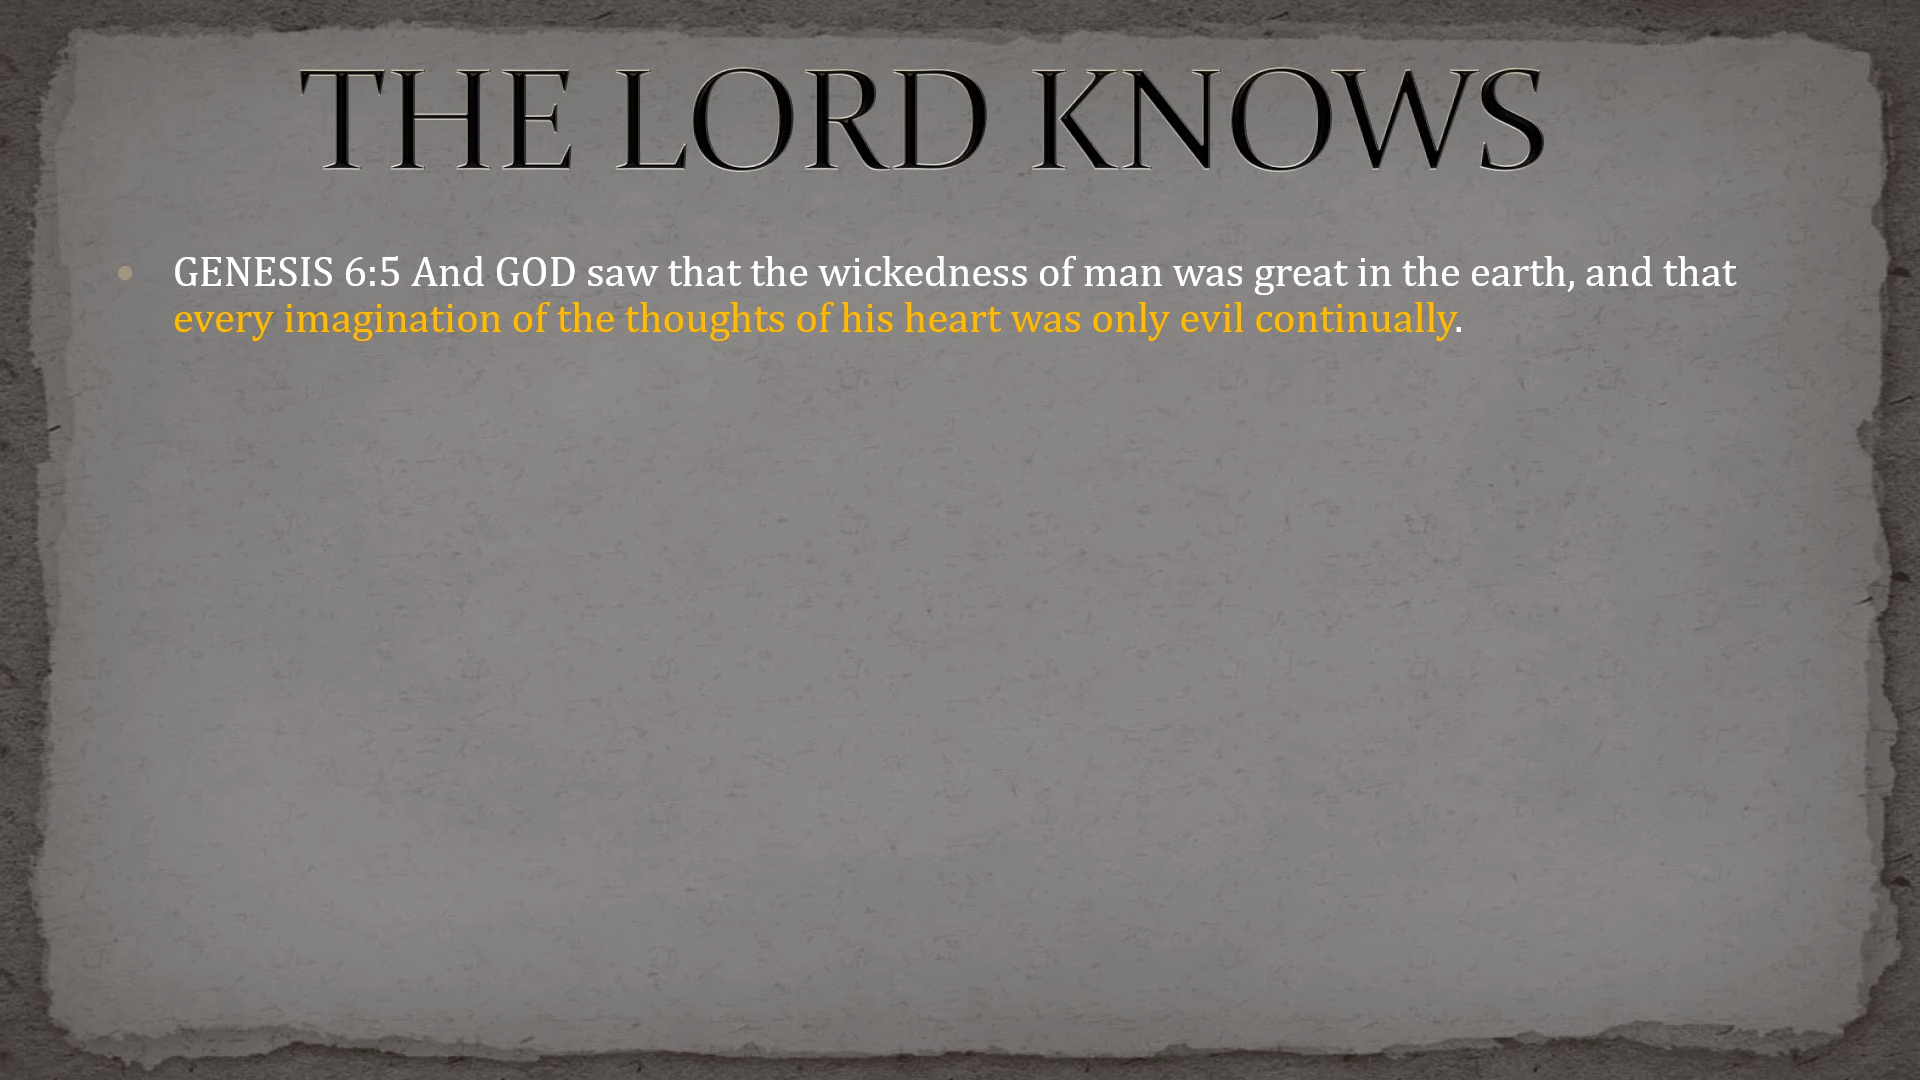 THE LORD KNOWS
• GENESIS 6:5 And GOD saw that the wickedness of man was great in the earth, and that
every imagination of the thoughts of his heart was only evil continually.